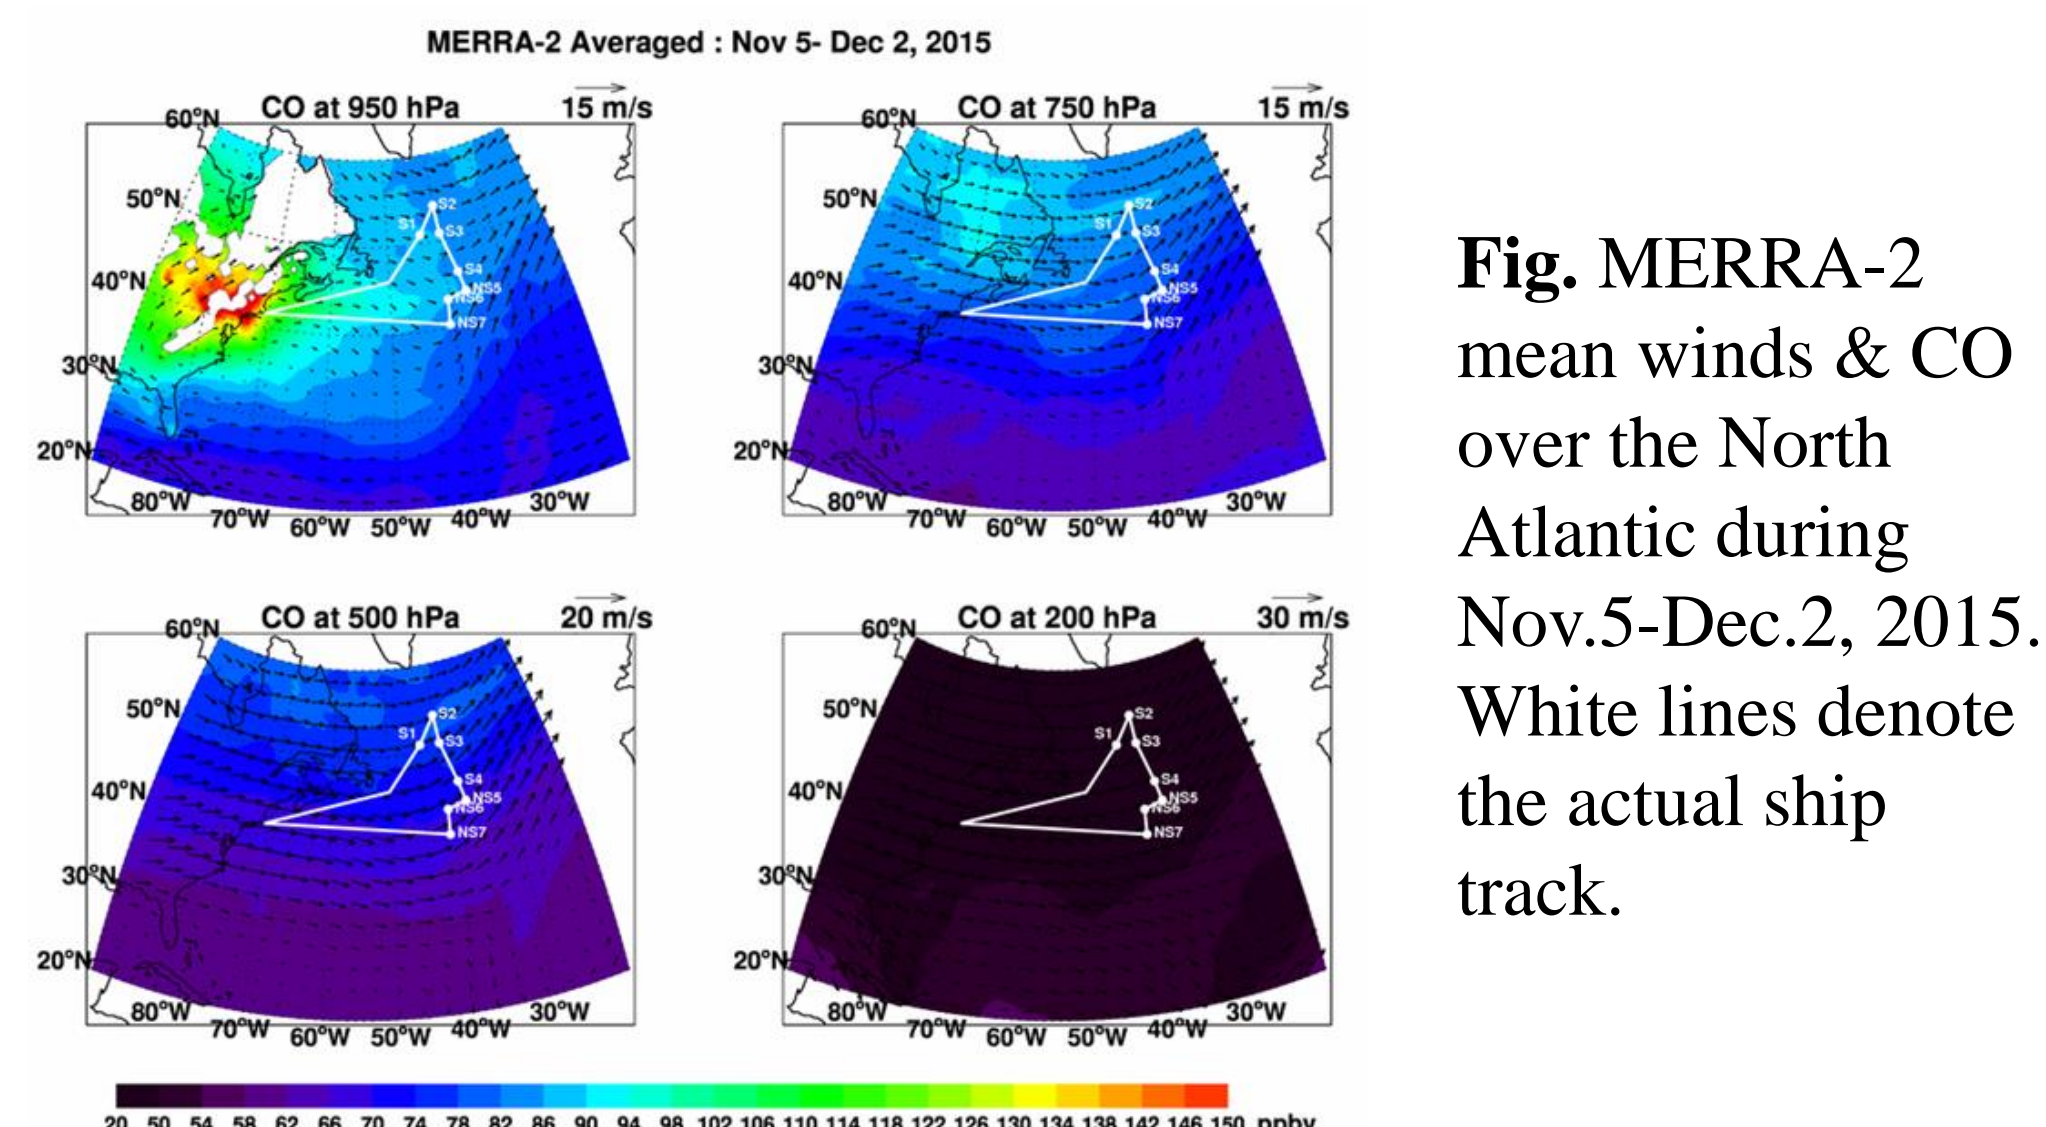 MERRA-2 Averaged : Nov 5- Dec 2, 2015
CO at 950 hPa
15 m/s
60°N
50°N
40°N
30°N
20°N
80°W
70°W
60°W
50°W
40°W
30°W
S1
S2
S3
S4
NS5
NS6
NS7
CO at 750 hPa
15 m/s
60°N
50°N
40°N
30°N
20°N
80°W
70°W
60°W
50°W
40°W
30°W
S1
S2
S3
S4
NS5
NS6
NS7
CO at 500 hPa
20 m/s
60°N
50°N
40°N
30°N
20°N
80°W
70°W
60°W
50°W
40°W
30°W
S1
S2
S3
S4
NS5
NS6
NS7
CO at 200 hPa
30 m/s
60°N
50°N
40°N
30°N
20°N
80°W
70°W
60°W
50°W
40°W
30°W
S1
S2
S3
S4
NS5
NS6
NS7
20 50 54 58 62 66 70 74 78 82 86 90 94 98 102 106 110 114 118 122 126 130 134 138 142 146 150 ppbv
Fig. MERRA-2
mean winds & CO
over the North
Atlantic during
Nov.5-Dec.2, 2015.
White lines denote
the actual ship
track.